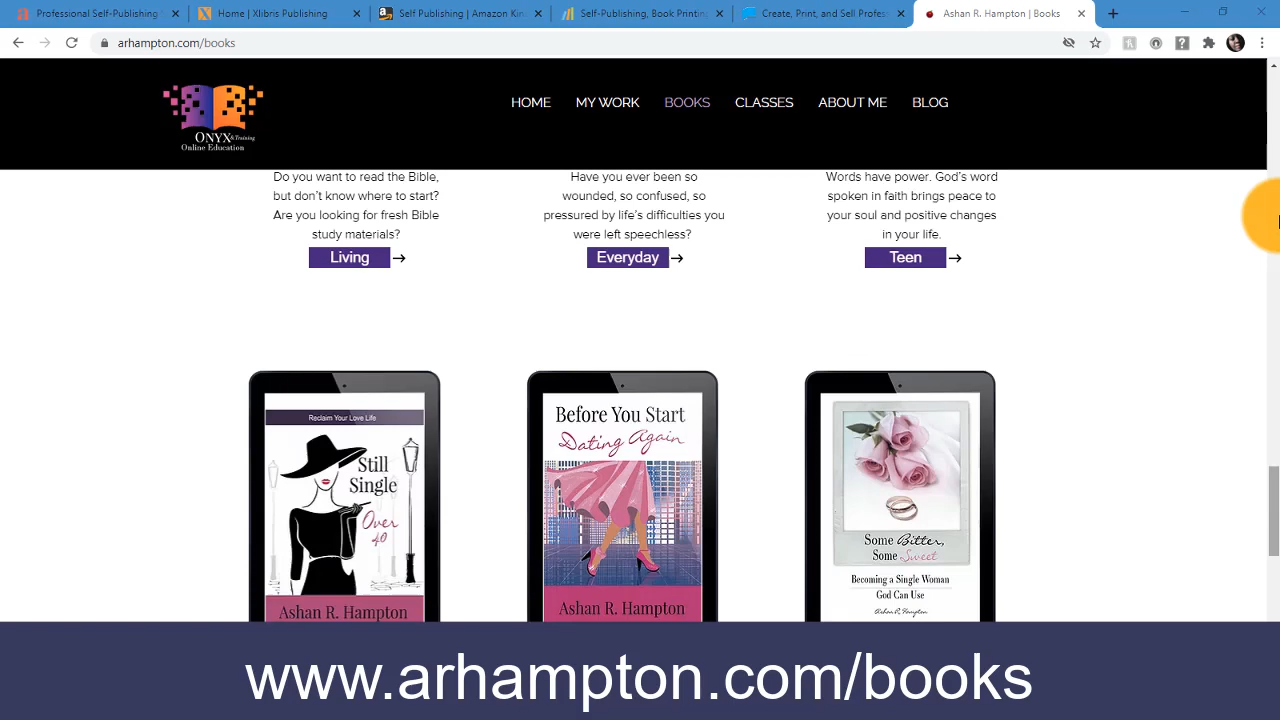 Professional Self-Publishing
Home | Xlibris Publishing
Self Publishing | Amazon Kin
Self-Publishing, Book Printing
Create, Print, and Sell Profess
Ashan R. Hampton | Books
arhampton.com/books
HOME
MY WORK
BOOKS
CLASSES
ABOUT ME
BLOG
ONYX
& Training
Online Education
Do you want to read the Bible,
but don't know where to start?
Are you looking for fresh Bible
study materials?
Living →
Have you ever been so
wounded, so confused, so
pressured by life's difficulties you
were left speechless?
Everyday →
Words have power. God's word
spoken in faith brings peace to
your soul and positive changes
in your life.
Teen →
Reclaim Your Love Life
Still
Single
Over
40
Ashan R. Hampton
Before You Start
Dating Again
Ashan R. Hampton
Some Bitter,
Some Sweet
Becoming a Single Woman
God Can Use
Ashan R. Hampton
www.arhampton.com/books